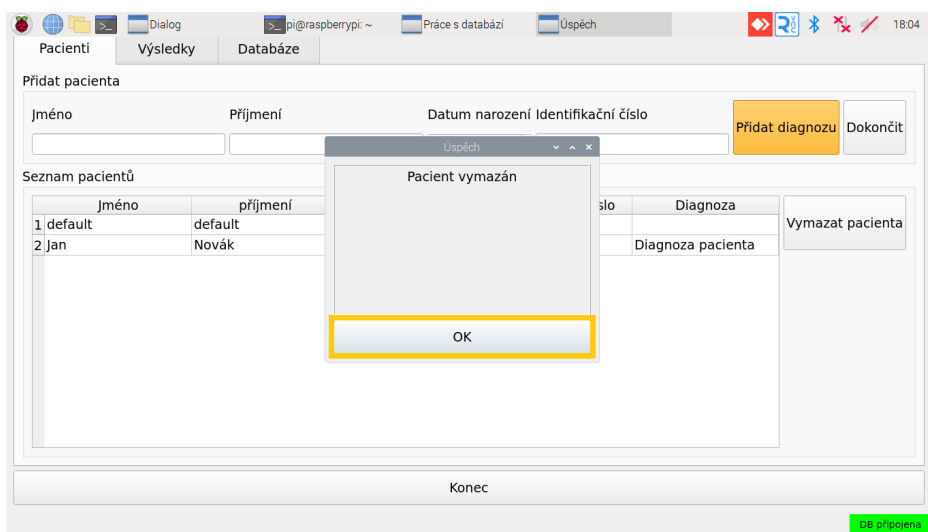 Dialog
pi@raspberrypi: ~
Práce s databází
Úspěch
18:04
Pacienti
Výsledky
Databáze
Přidat pacienta
Jméno
Příjmení
Datum narození
Identifikační číslo
Přidat diagnozu
Dokončit
Úspěch
Pacient vymazán
OK
Seznam pacientů
Jméno
příjmení
slo
Diagnoza
1 default default
2 Jan Novák Diagnoza pacienta
Vymazat pacienta
Konec
DB připojena